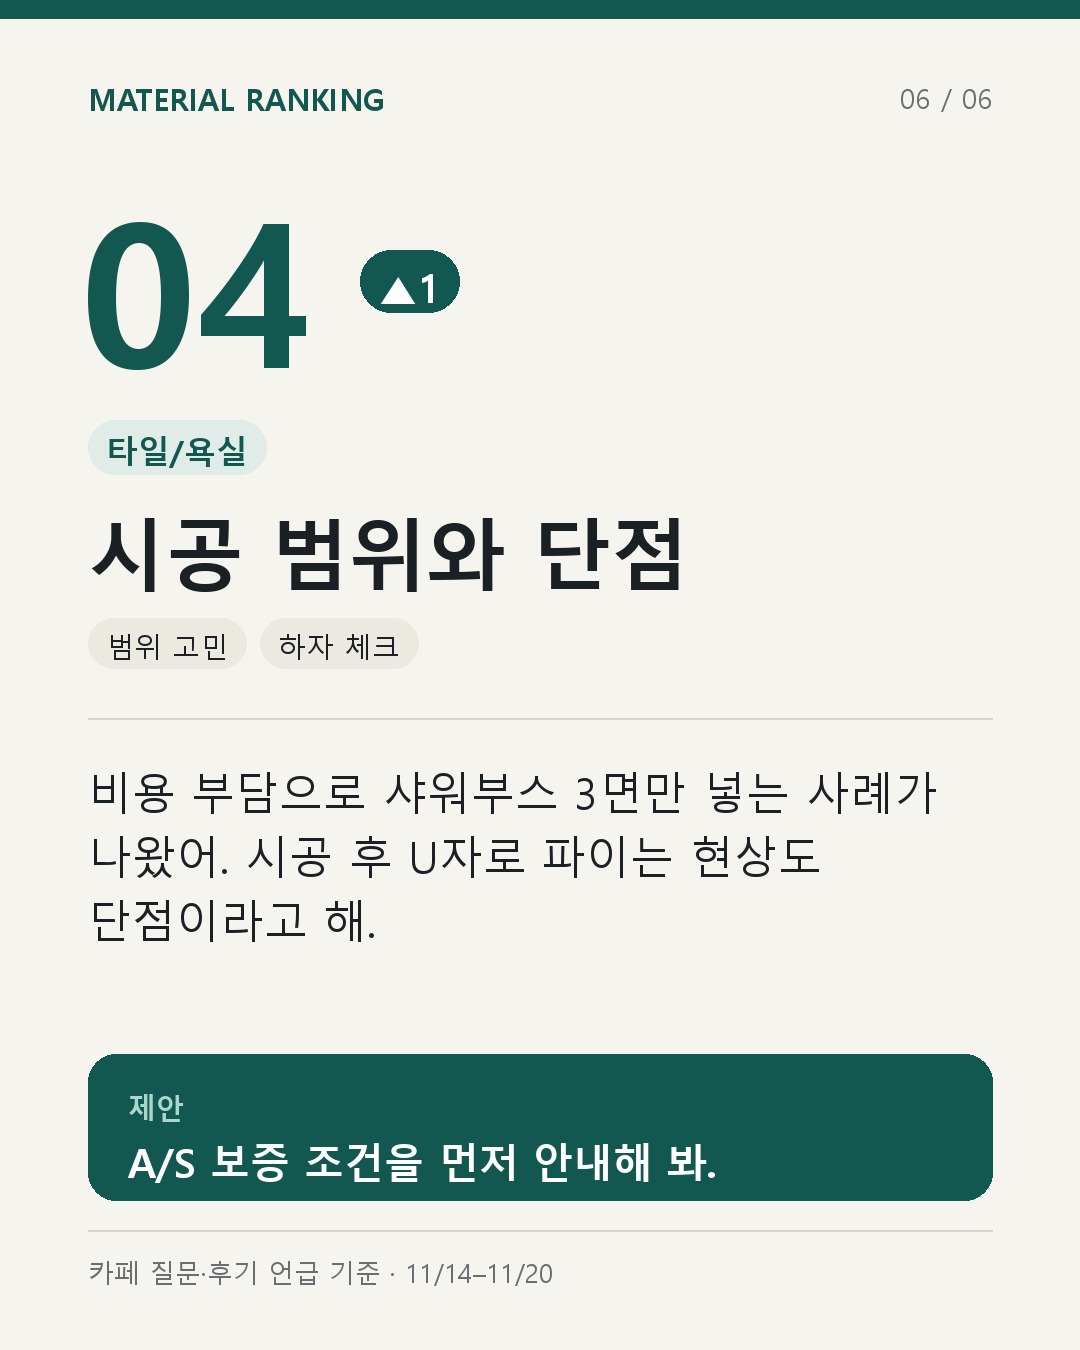 MATERIAL RANKING
06 / 06
04
▲1
타일/욕실
시공 범위와 단점
범위 고민
하자 체크
비용 부담으로 샤워부스 3면만 넣는 사례가
나왔어. 시공 후 U자로 파이는 현상도
단점이라고 해.
제안
A/S 보증 조건을 먼저 안내해 봐.
카페 질문·후기 언급 기준 · 11/14–11/20